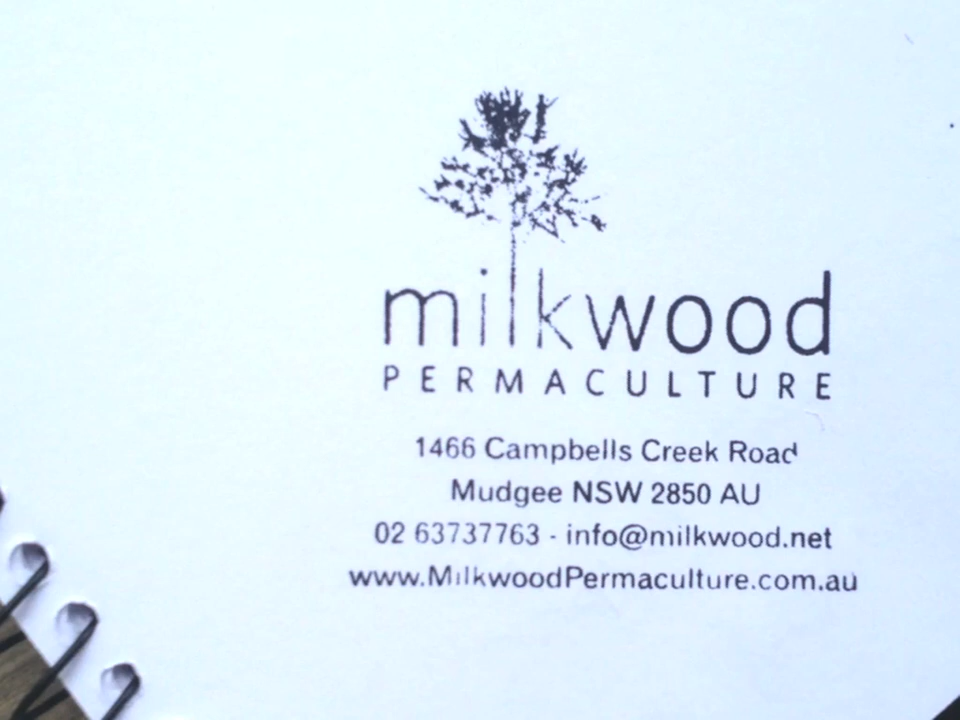 milkwood
PERMACULTURE
1466 Campbells Creek Road
Mudgee NSW 2850 AU
02 63737763 - info@milkwood.net
www.MilkwoodPermaculture.com.au